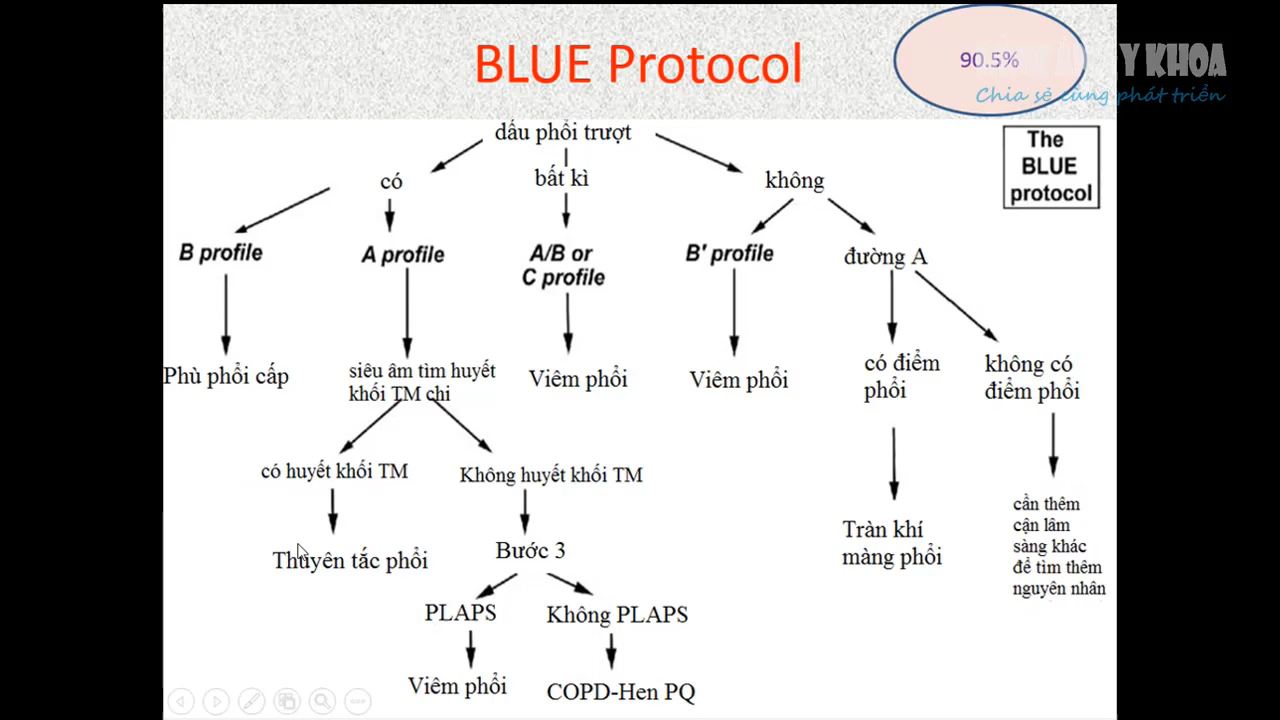 BLUE Protocol
90.5%
Y KHOA
Chia sẻ cùng phát triển
The
BLUE
protocol
dấu phổi trượt
có
bất kì
không
B profile
A profile
A/B or
C profile
B' profile
đường A
Phù phổi cấp
siêu âm tìm huyết
khối TM chi
Viêm phổi
Viêm phổi
có điểm
phổi
không có
điểm phổi
có huyết khối TM
Không huyết khối TM
Thuyên tắc phổi
Bước 3
Tràn khí
màng phổi
cần thêm
cận lâm
sàng khác
để tìm thêm
nguyên nhân
PLAPS
Không PLAPS
Viêm phổi
COPD-Hen PQ